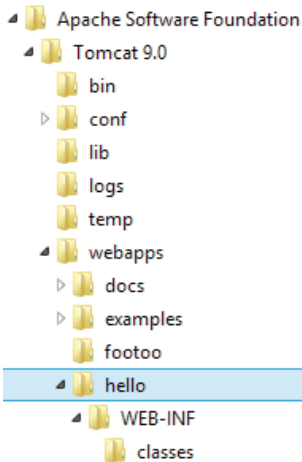 Apache Software Foundation
Tomcat 9.0
bin
conf
lib
logs
temp
webapps
docs
examples
footoo
hello
WEB-INF
classes